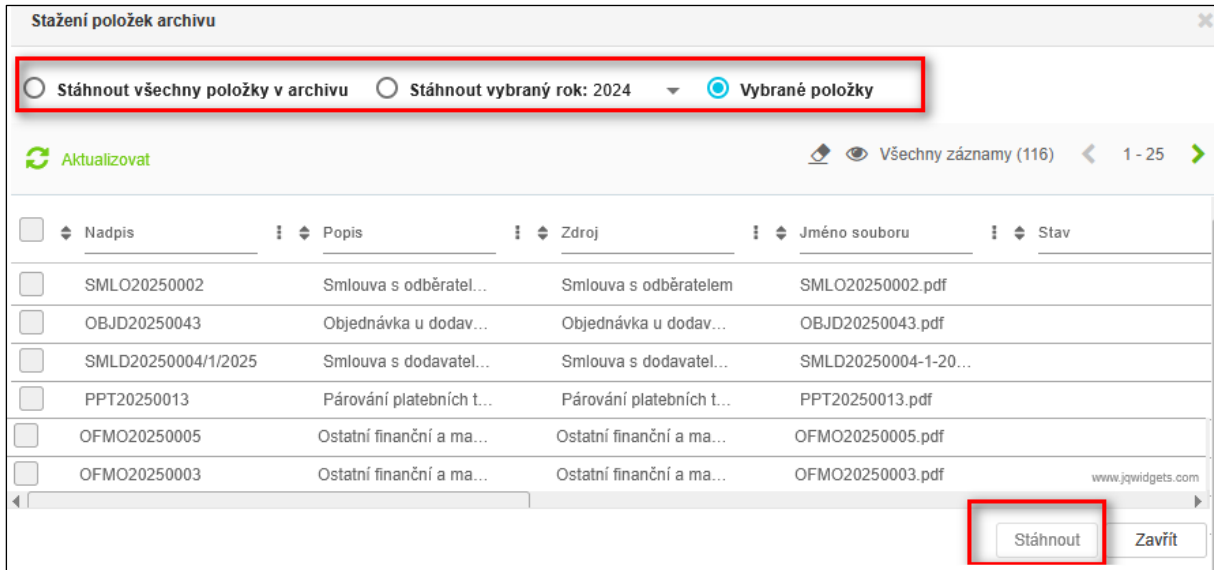 Stažení položek archivu
Stáhnout všechny položky v archivu Stáhnout vybraný rok: 2024 Vybrané položky
Aktualizovat Všechny záznamy (116) 1 - 25
Nadpis Popis Zdroj Jméno souboru Stav
SMLO20250002 Smlouva s odběratel... Smlouva s odběratelem SMLO20250002.pdf
OBJD20250043 Objednávka u dodav... Objednávka u dodav... OBJD20250043.pdf
SMLD20250004/1/2025 Smlouva s dodavatel... Smlouva s dodavatel... SMLD20250004-1-20...
PPT20250013 Párování platebních t... Párování platebních t... PPT20250013.pdf
OFMO20250005 Ostatní finanční a ma... Ostatní finanční a ma... OFMO20250005.pdf
OFMO20250003 Ostatní finanční a ma... Ostatní finanční a ma... OFMO20250003.pdf
www.jqwidgets.com
Stáhnout Zavřít